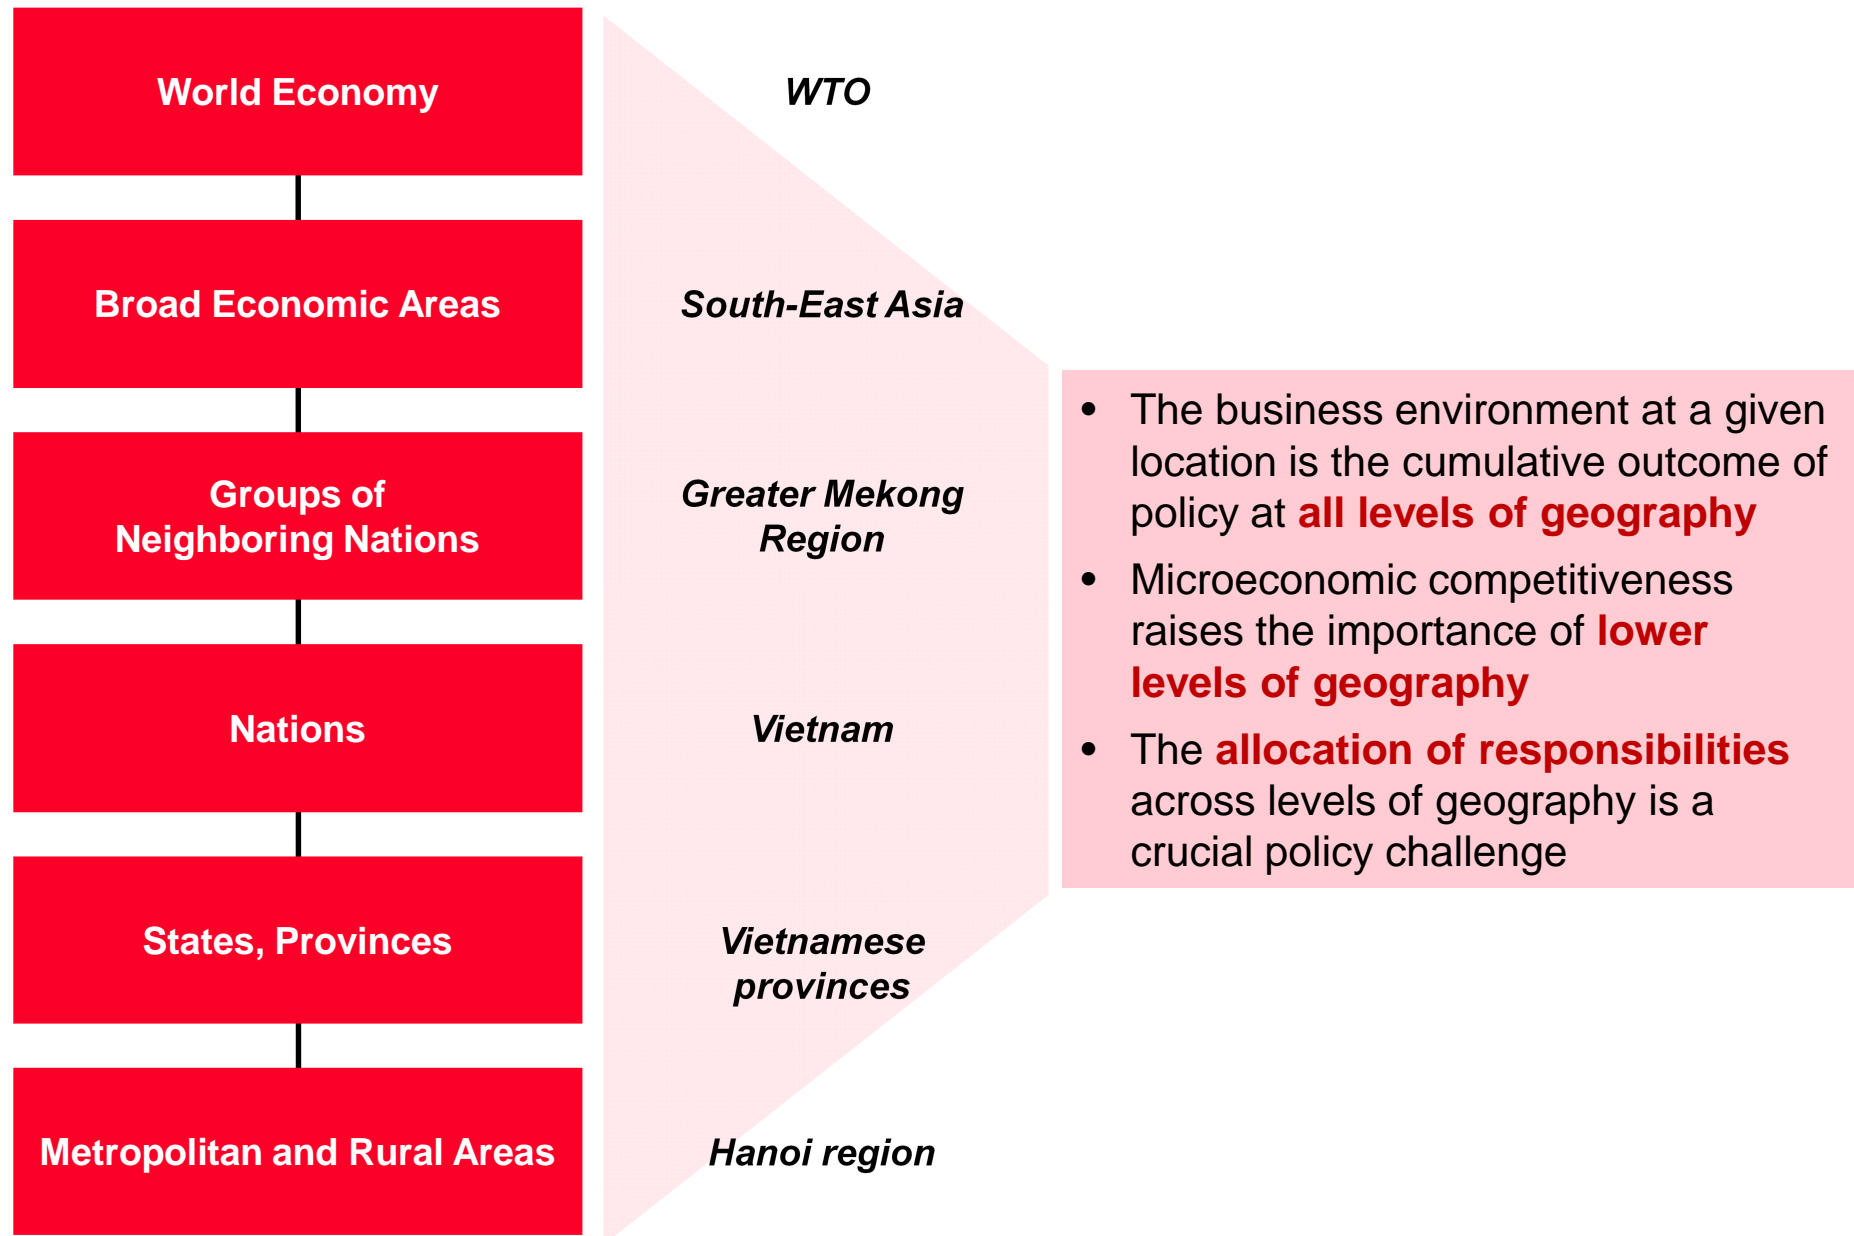 World Economy
WTO
Broad Economic Areas
South-East Asia
Groups of
Neighboring Nations
Greater Mekong
Region
Nations
Vietnam
States, Provinces
Vietnamese
provinces
Metropolitan and Rural Areas
Hanoi region
• The business environment at a given
location is the cumulative outcome of
policy at all levels of geography
• Microeconomic competitiveness
raises the importance of lower
levels of geography
• The allocation of responsibilities
across levels of geography is a
crucial policy challenge